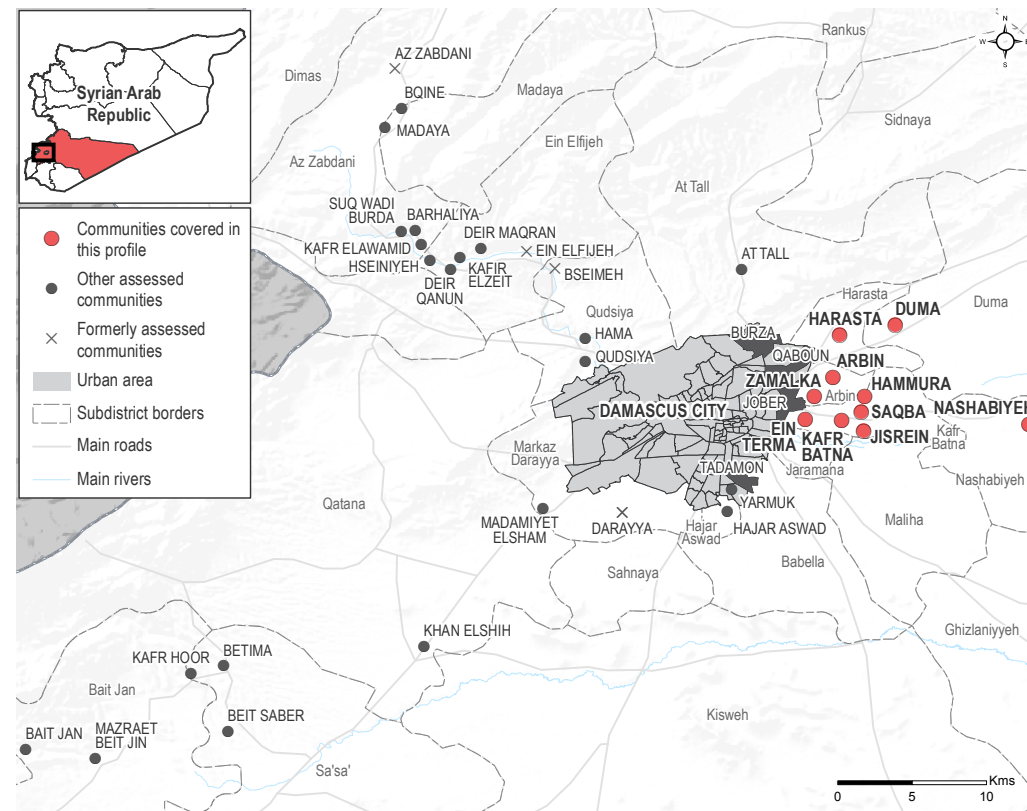 Syrian Arab
Republic
Communities covered in
this profile
Other assessed
communities
Formerly assessed
communities
Urban area
Subdistrict borders
Main roads
Main rivers
N
W
S
Rankus
AZ ZABDANI
Dimas
BQINE
Madaya
MADAYA
Sidnaya
Ein Elfijeh
Az Zabdani
At Tall
SUQ WADI
BURDA
BARHALIYA
DEIR MAQRAN
KAFR ELAWAMID
EIN ELFIJEH
HSEINIYEH
KAFIR
ELZEIT
BSEIMEH
DEIR
QANUN
AT TALL
Harasta
Duma
Qudsiya
DUMA
HARASTA
HAMA
BURZA
QUDSIYA
QABOUN
ARBIN
ZAMALKA
HAMMURA
Arbin
JOBER
DAMASCUS CITY
SAQBA
NASHABIYEH
EIN
TERMA
KAFR
BATNA
JISREIN
Kafr
Batna
Markaz
Darayya
TADAMON
Jaramana
Nashabiyeh
Qatana
YARMUK
MADAMIYET
ELSHAM
DARAYYA
Hajar
Aswad
HAJAR ASWAD
Maliha
Sahnaya
Babella
Ghizlaniyyeh
KHAN ELSHIH
KAFR HOOR
BETIMA
Bait Jan
BEIT SABER
Kisweh
BAIT JAN
MAZRAET
BEIT JIN
Sa'sa'
Kms
0 5 10